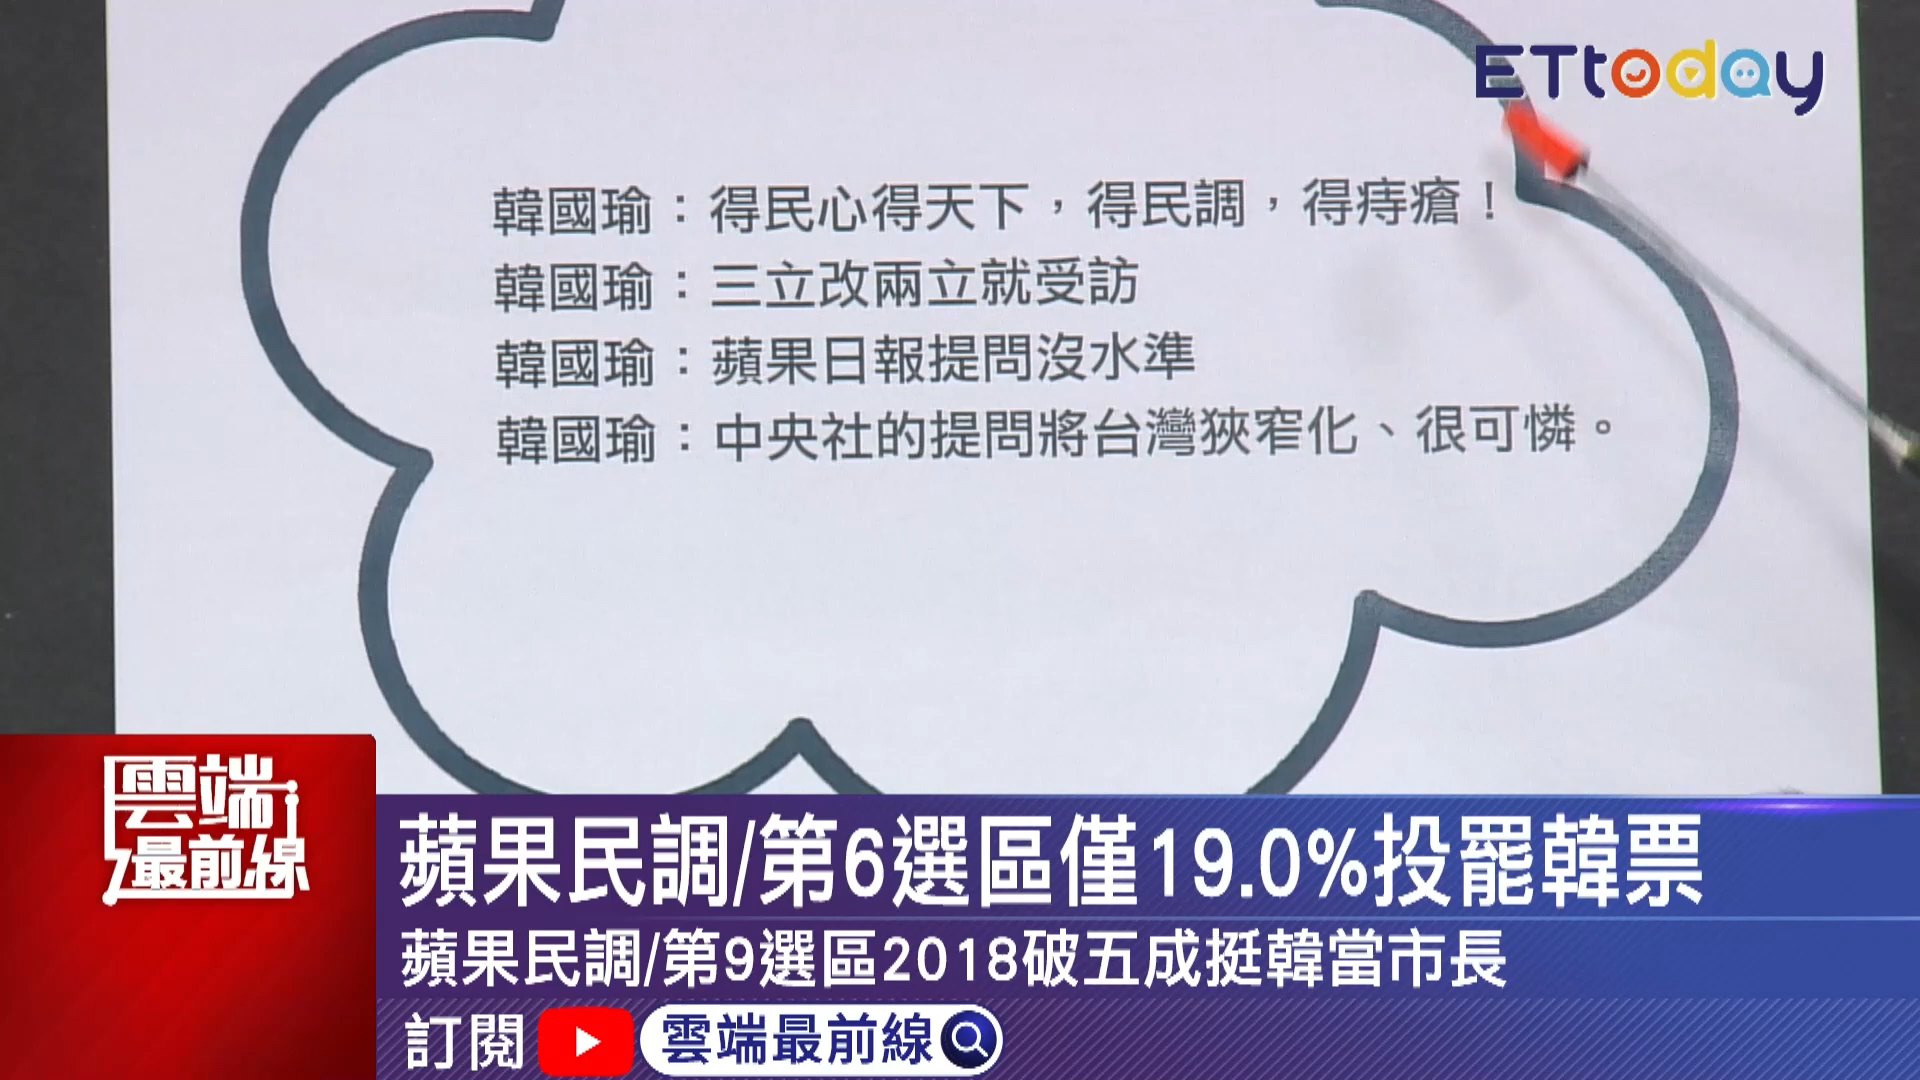 ETtoday
韓國瑜：得民心得天下，得民調，得痔瘡！
韓國瑜：三立改兩立就受訪
韓國瑜：蘋果日報提問沒水準
韓國瑜：中央社的提問將台灣狹窄化、很可憐。
雲端
最前線
蘋果民調/第6選區僅19.0%投罷韓票
蘋果民調/第9選區2018破五成挺韓當市長
訂閱 雲端最前線